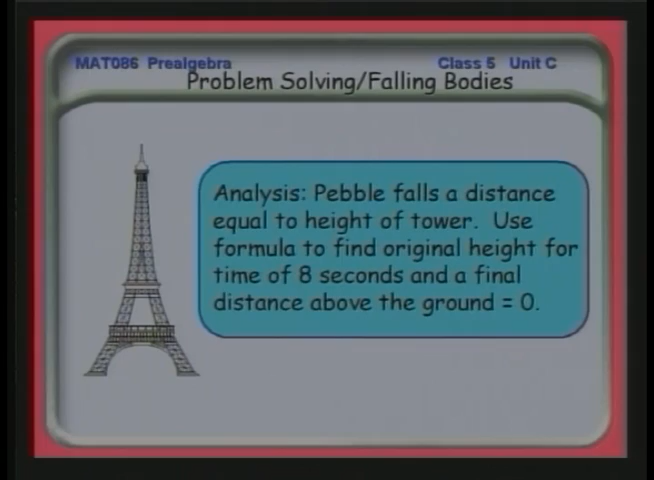 MAT086 Prealgebra Class 5 Unit C
Problem Solving/Falling Bodies
Analysis: Pebble falls a distance
equal to height of tower. Use
formula to find original height for
time of 8 seconds and a final
distance above the ground = 0.